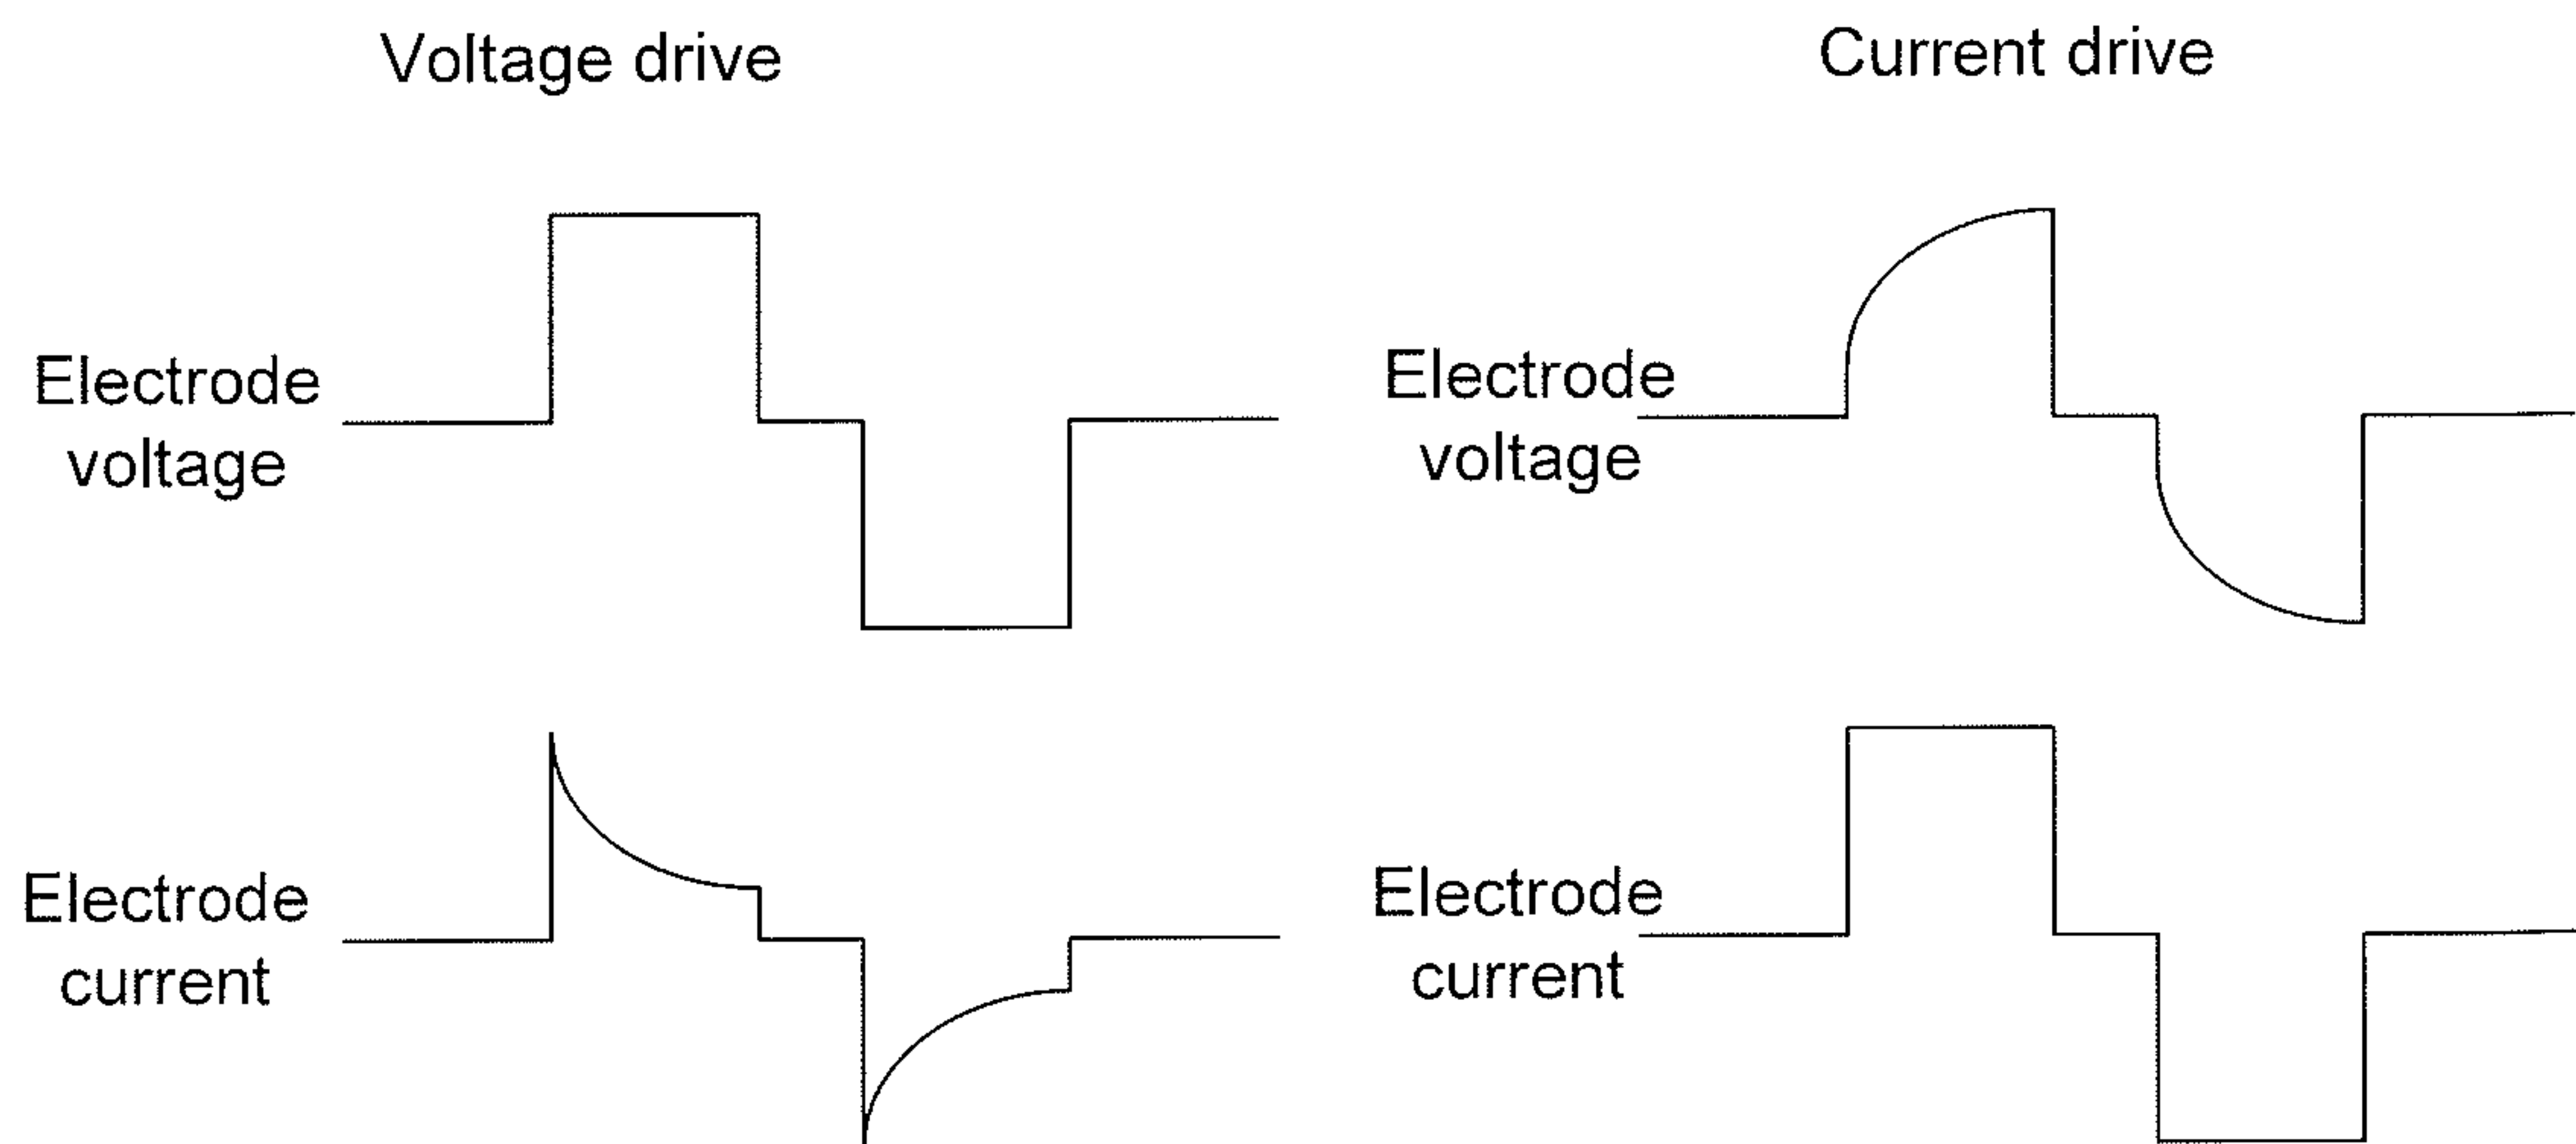 Voltage drive
Current drive
Electrode
voltage
Electrode
voltage
Electrode
current
Electrode
current